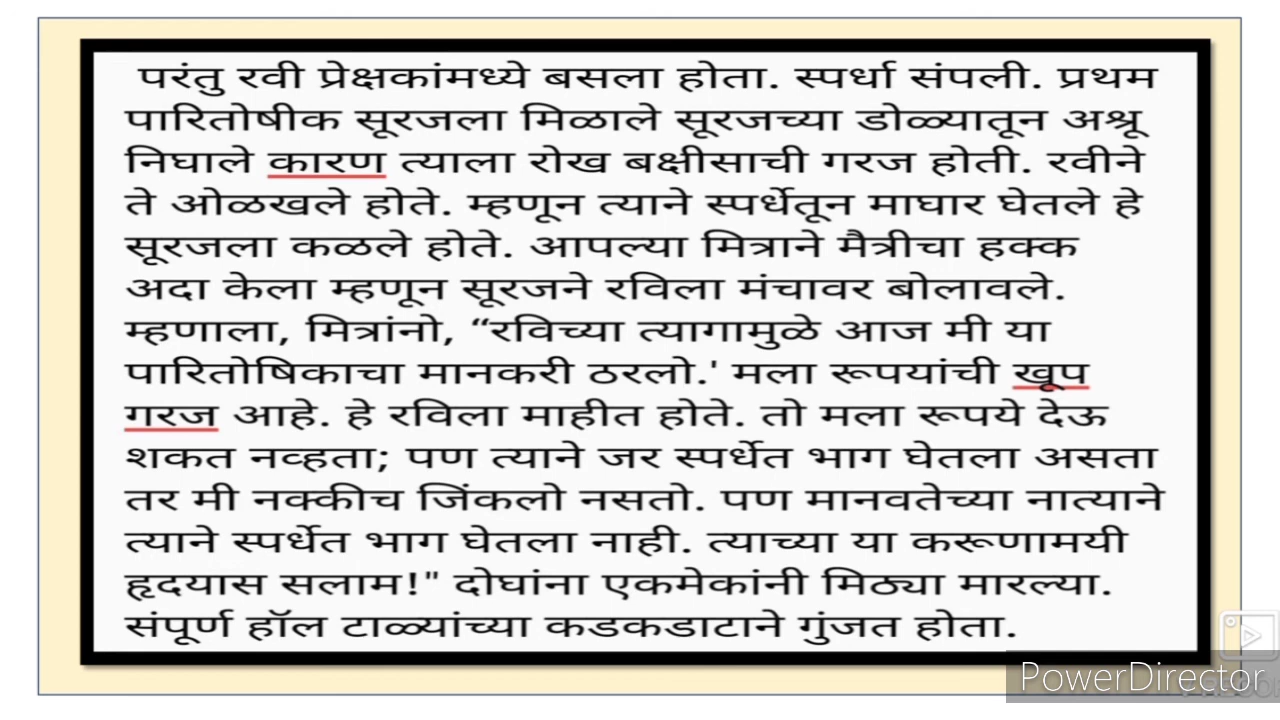 परंतु रवी प्रेक्षकांमध्ये बसला होता. स्पर्धा संपली. प्रथम
पारितोषीक सूरजला मिळाले सूरजच्या डोळ्यातून अश्रू
निघाले कारण त्याला रोख बक्षीसाची गरज होती. रवीने
ते ओळखले होते. म्हणून त्याने स्पर्धेतून माघार घेतले हे
सूरजला कळले होते. आपल्या मित्राने मैत्रीचा हक्क
अदा केला म्हणून सूरजने रविला मंचावर बोलावले.
म्हणाला, मित्रांनो, “रविच्या त्यागामुळे आज मी या
पारितोषिकाचा मानकरी ठरलो.' मला रूपयांची खूप
गरज आहे. हे रविला माहीत होते. तो मला रूपये देऊ
शकत नव्हता; पण त्याने जर स्पर्धेत भाग घेतला असता
तर मी नक्कीच जिंकलो नसतो. पण मानवतेच्या नात्याने
त्याने स्पर्धेत भाग घेतला नाही. त्याच्या या करूणामयी
हृदयास सलाम!" दोघांना एकमेकांनी मिठ्या मारल्या.
संपूर्ण हॉल टाळ्यांच्या कडकडाटाने गुंजत होता.
PowerDirector